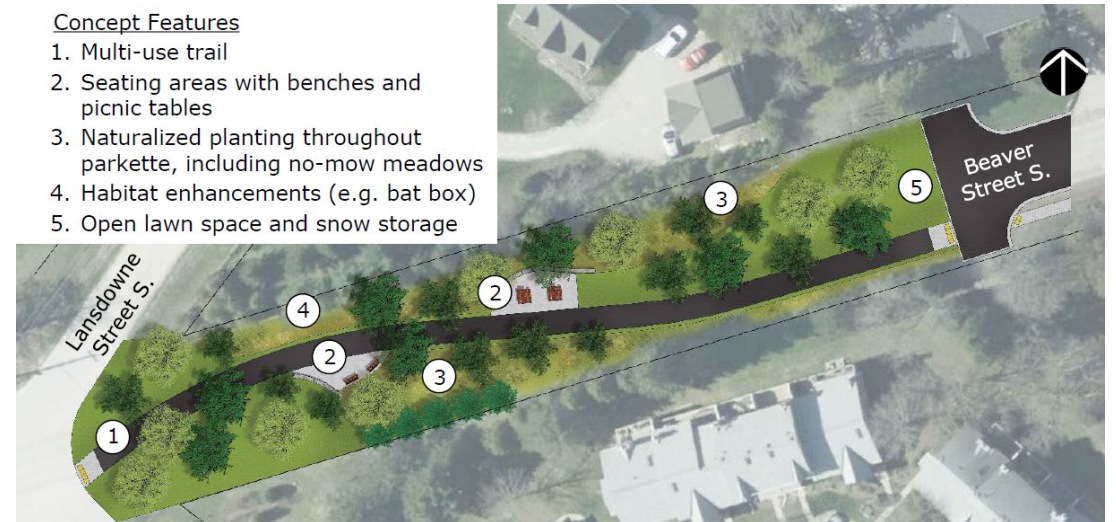 Concept Features
1. Multi-use trail
2. Seating areas with benches and
picnic tables
3. Naturalized planting throughout
parkette, including no-mow meadows
4. Habitat enhancements (e.g. bat box)
5. Open lawn space and snow storage
Beaver
Street S.
5
3
2
4
Lansdowne
Street S.
2
3
1